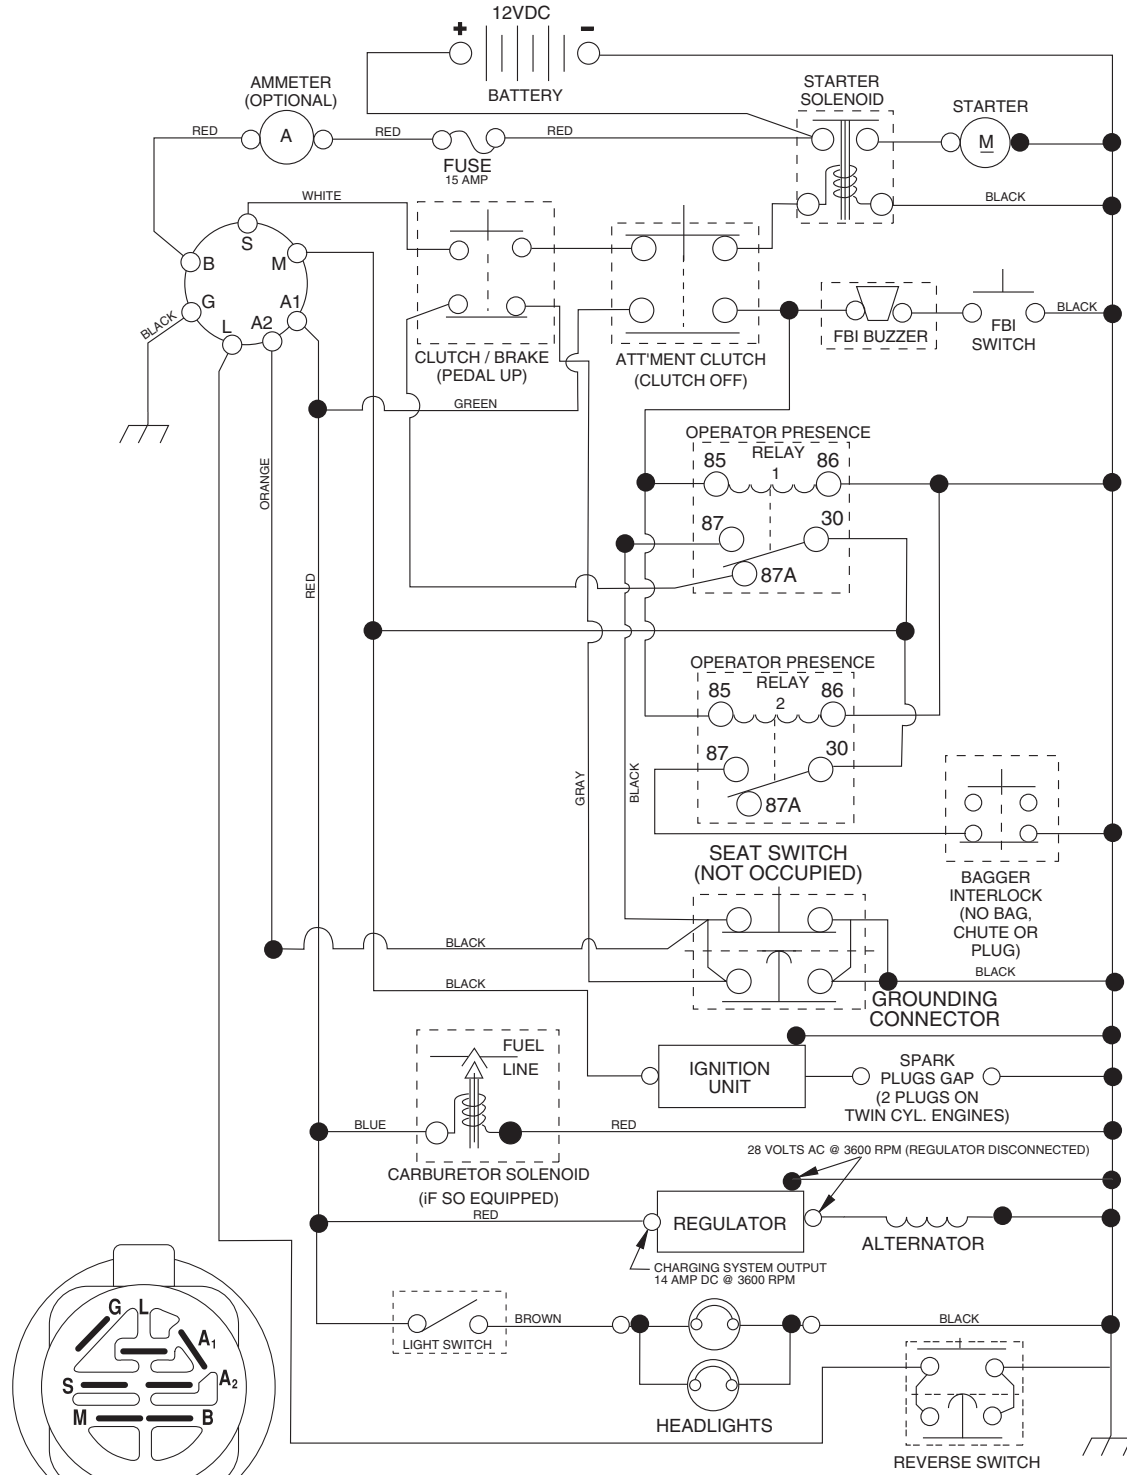 12VDC
+
-
BATTERY
AMMETER
(OPTIONAL)
STARTER
SOLENOID
STARTER
RED
A
RED
RED
M
FUSE
15 AMP
WHITE
BLACK
S
B
M
G
A1
L
A2
BLACK
CLUTCH / BRAKE
(PEDAL UP)
ATT'MENT CLUTCH
(CLUTCH OFF)
FBI BUZZER
FBI
SWITCH
BLACK
GREEN
ORANGE
OPERATOR PRESENCE
RELAY
1
85
86
87
30
87A
RED
OPERATOR PRESENCE
RELAY
2
85
86
87
30
87A
GRAY
BLACK
SEAT SWITCH
(NOT OCCUPIED)
BAGGER
INTERLOCK
(NO BAG,
CHUTE OR
PLUG)
BLACK
BLACK
BLACK
GROUNDING
CONNECTOR
FUEL
LINE
IGNITION
UNIT
SPARK
PLUGS GAP
(2 PLUGS ON
TWIN CYL. ENGINES)
BLUE
RED
CARBURETOR SOLENOID
(iF SO EQUIPPED)
28 VOLTS AC @ 3600 RPM (REGULATOR DISCONNECTED)
RED
REGULATOR
ALTERNATOR
CHARGING SYSTEM OUTPUT
14 AMP DC @ 3600 RPM
LIGHT SWITCH
BROWN
BLACK
HEADLIGHTS
REVERSE SWITCH
G
L
A1
A2
S
M
B